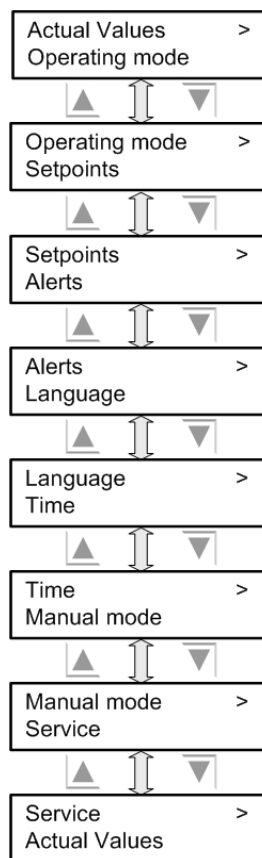 Actual Values >
Operating mode
Operating mode >
Setpoints
Setpoints >
Alerts
Alerts >
Language
Language >
Time
Time >
Manual mode
Manual mode >
Service
Service >
Actual Values